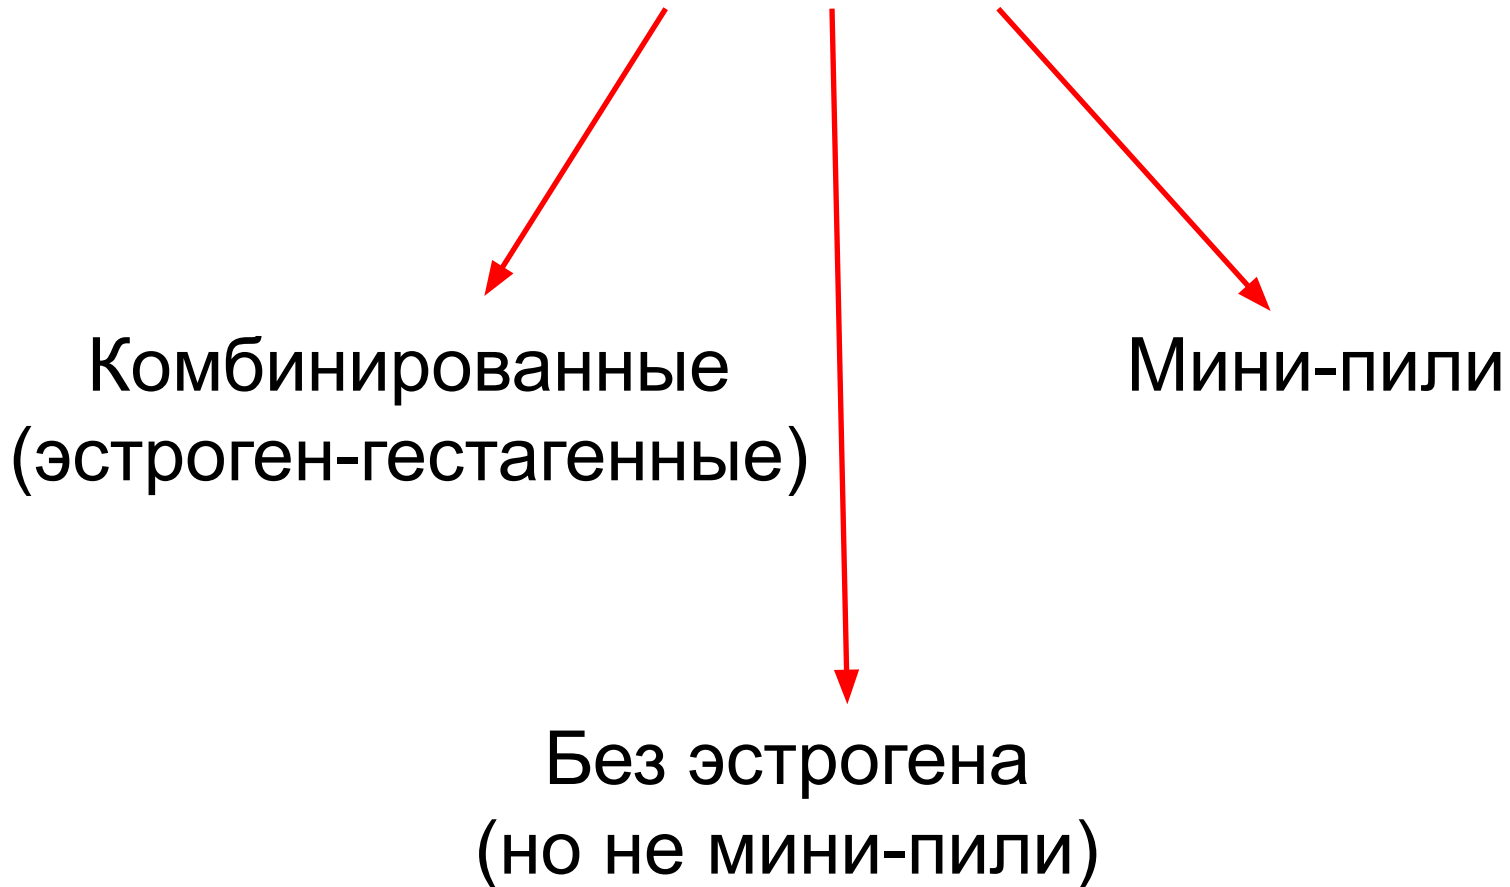 Комбинированные
(эстроген-гестагенные)
Мини-пили
Без эстрогена
(но не мини-пили)